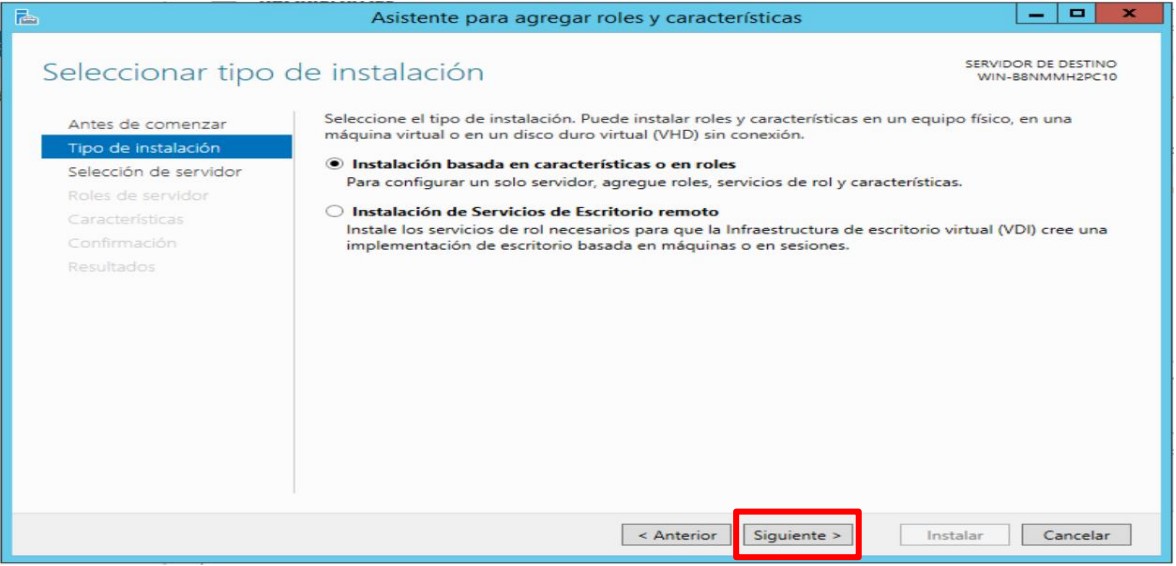 Asistente para agregar roles y características
Seleccionar tipo de instalación
SERVIDOR DE DESTINO
WIN-B8NMMH2PC10
Antes de comenzar
Tipo de instalación
Selección de servidor
Roles de servidor
Características
Confirmación
Resultados
Seleccione el tipo de instalación. Puede instalar roles y características en un equipo físico, en una
máquina virtual o en un disco duro virtual (VHD) sin conexión.
Instalación basada en características o en roles
Para configurar un solo servidor, agregue roles, servicios de rol y características.
Instalación de Servicios de Escritorio remoto
Instale los servicios de rol necesarios para que la Infraestructura de escritorio virtual (VDI) cree una
implementación de escritorio basada en máquinas o en sesiones.
< Anterior
Siguiente >
Instalar
Cancelar